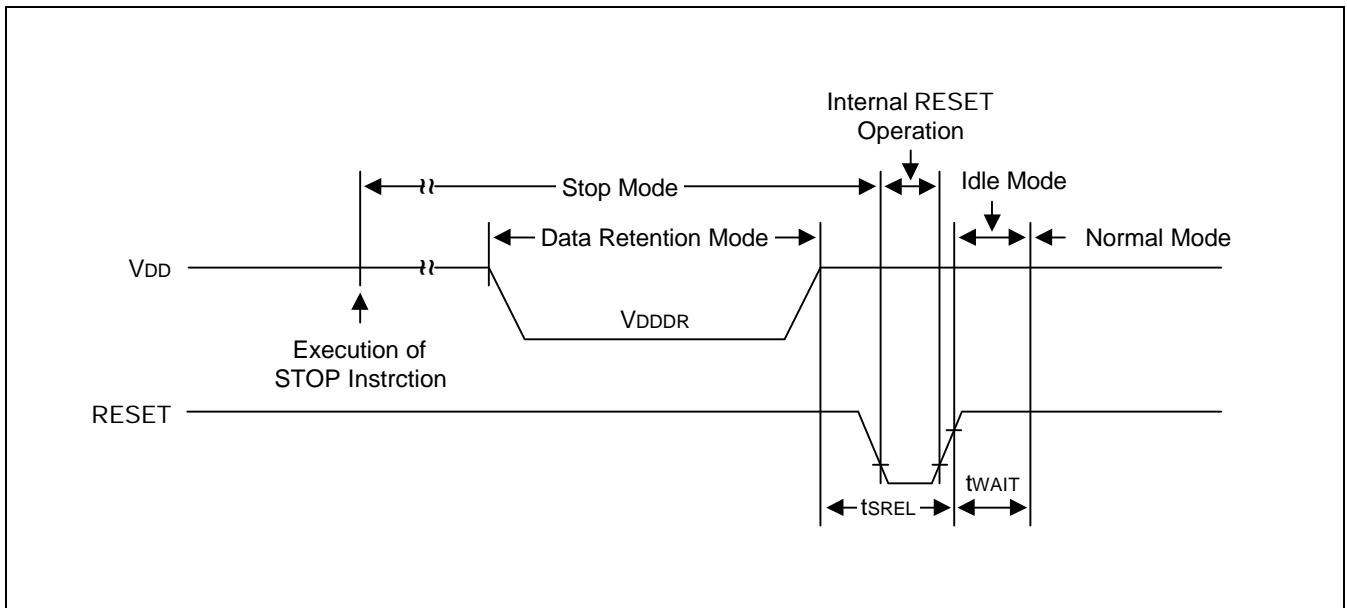 Internal RESET
Operation
Stop Mode
Idle Mode
Data Retention Mode
Normal Mode
VDD
VDDDR
Execution of
STOP Instrction
RESET
tSREL
tWAIT